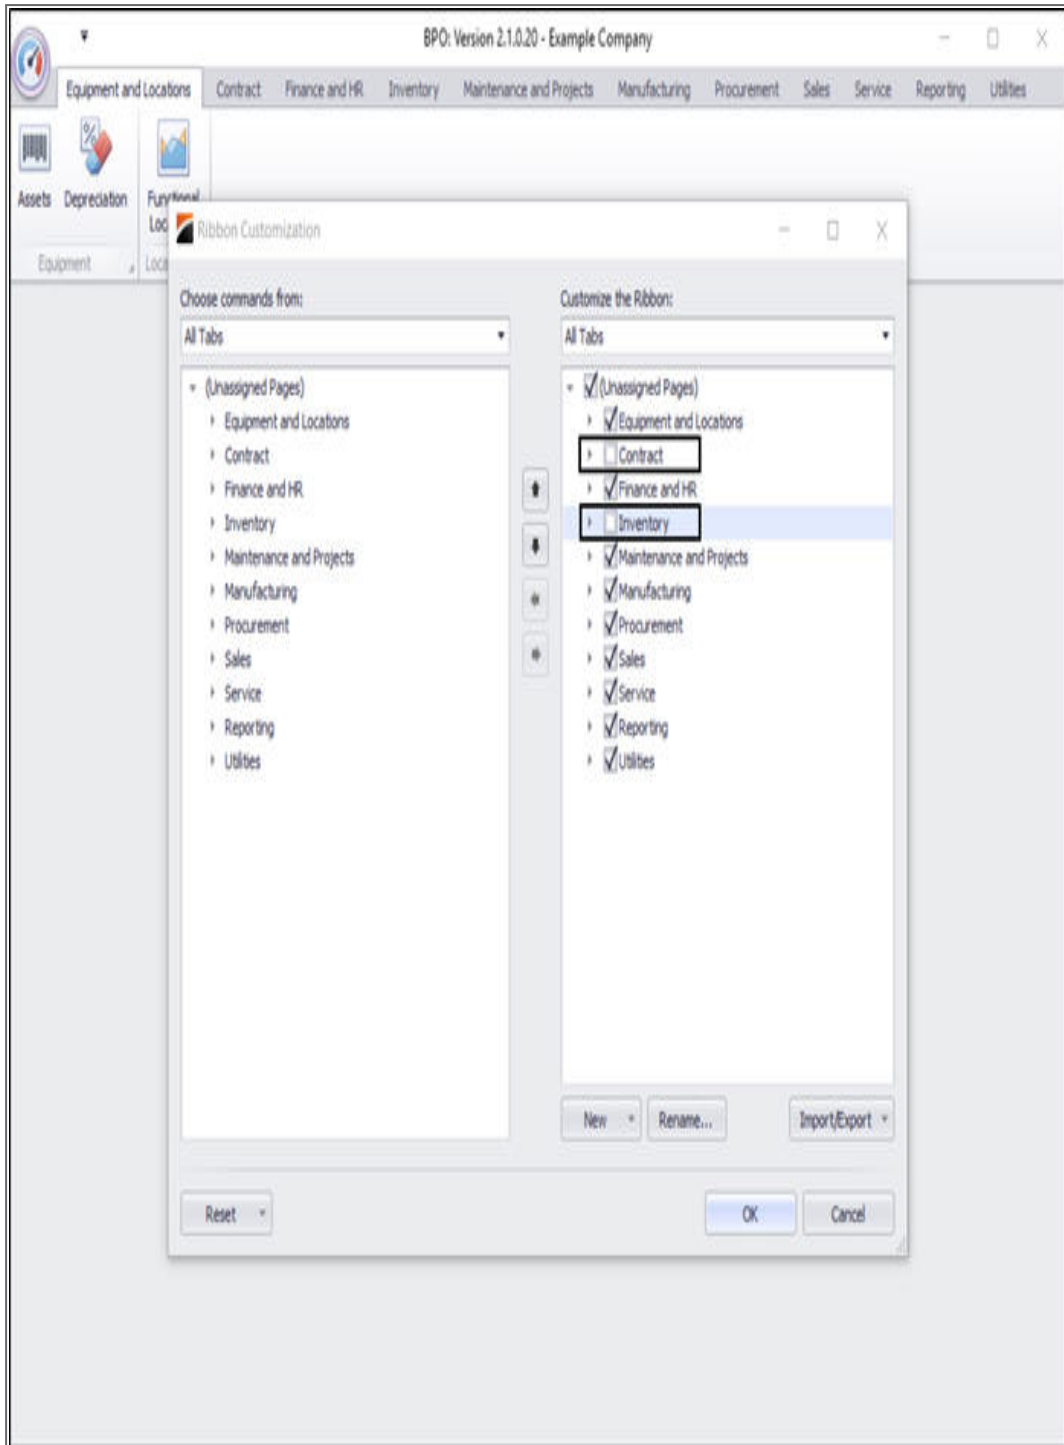 BPO: Version 2.1.0.20 - Example Company
Equipment and Locations Contract Finance and HR Inventory Maintenance and Projects Manufacturing Procurement Sales Service Reporting Utilities
Assets Depreciation Functional
Loc
Equipment Loca
Ribbon Customization
Choose commands from:
All Tabs
(Unassigned Pages)
Equipment and Locations
Contract
Finance and HR
Inventory
Maintenance and Projects
Manufacturing
Procurement
Sales
Service
Reporting
Utilities
Customize the Ribbon:
All Tabs
(Unassigned Pages)
Equipment and Locations
Contract
Finance and HR
Inventory
Maintenance and Projects
Manufacturing
Procurement
Sales
Service
Reporting
Utilities
New Rename... Import/Export
Reset OK Cancel